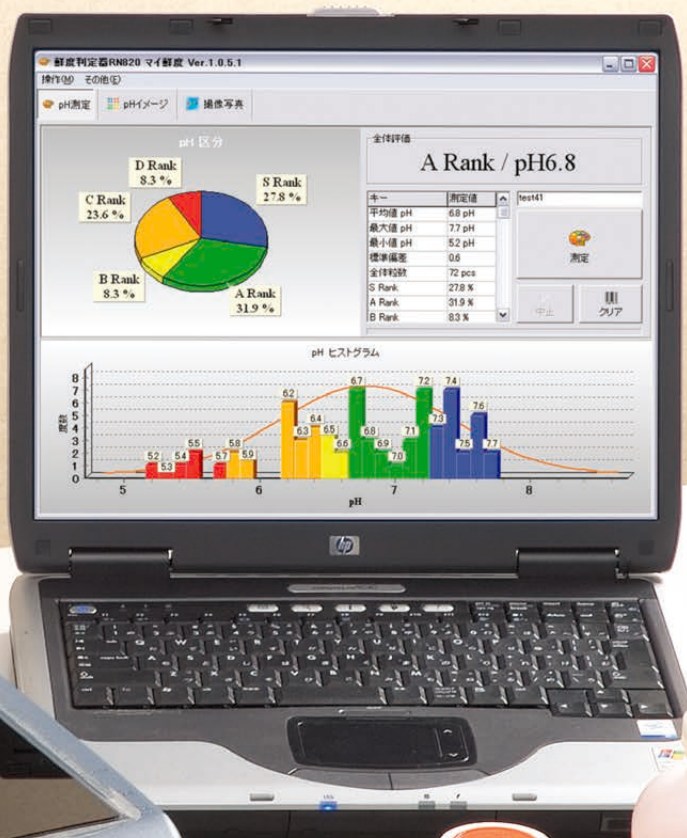 鮮度判定器RN820 マイ鮮度 Ver.1.0.5.1
操作(M) その他(E)
pH測定 pHイメージ 撮像写真
pH 区分
D Rank
8.3 %
S Rank
27.8 %
C Rank
23.6 %
B Rank
8.3 %
A Rank
31.9 %
全体評価
A Rank / pH6.8
キー 測定値
平均値 pH 6.8 pH
最大値 pH 7.7 pH
最小値 pH 5.2 pH
標準偏差 0.6
全体粒数 72 pcs
S Rank 27.8 %
A Rank 31.9 %
B Rank 8.3 %
test41
測定
中止
クリア
pH ヒストグラム
度数
8
7
6
5
4
3
2
1
0
5.2 5.3 5.4 5.5 5.7 5.8 5.9 6.2 6.3 6.4 6.5 6.6 6.7 6.8 6.9 7.0 7.1 7.2 7.3 7.4 7.5 7.6 7.7
5 6 7 8
pH
hp